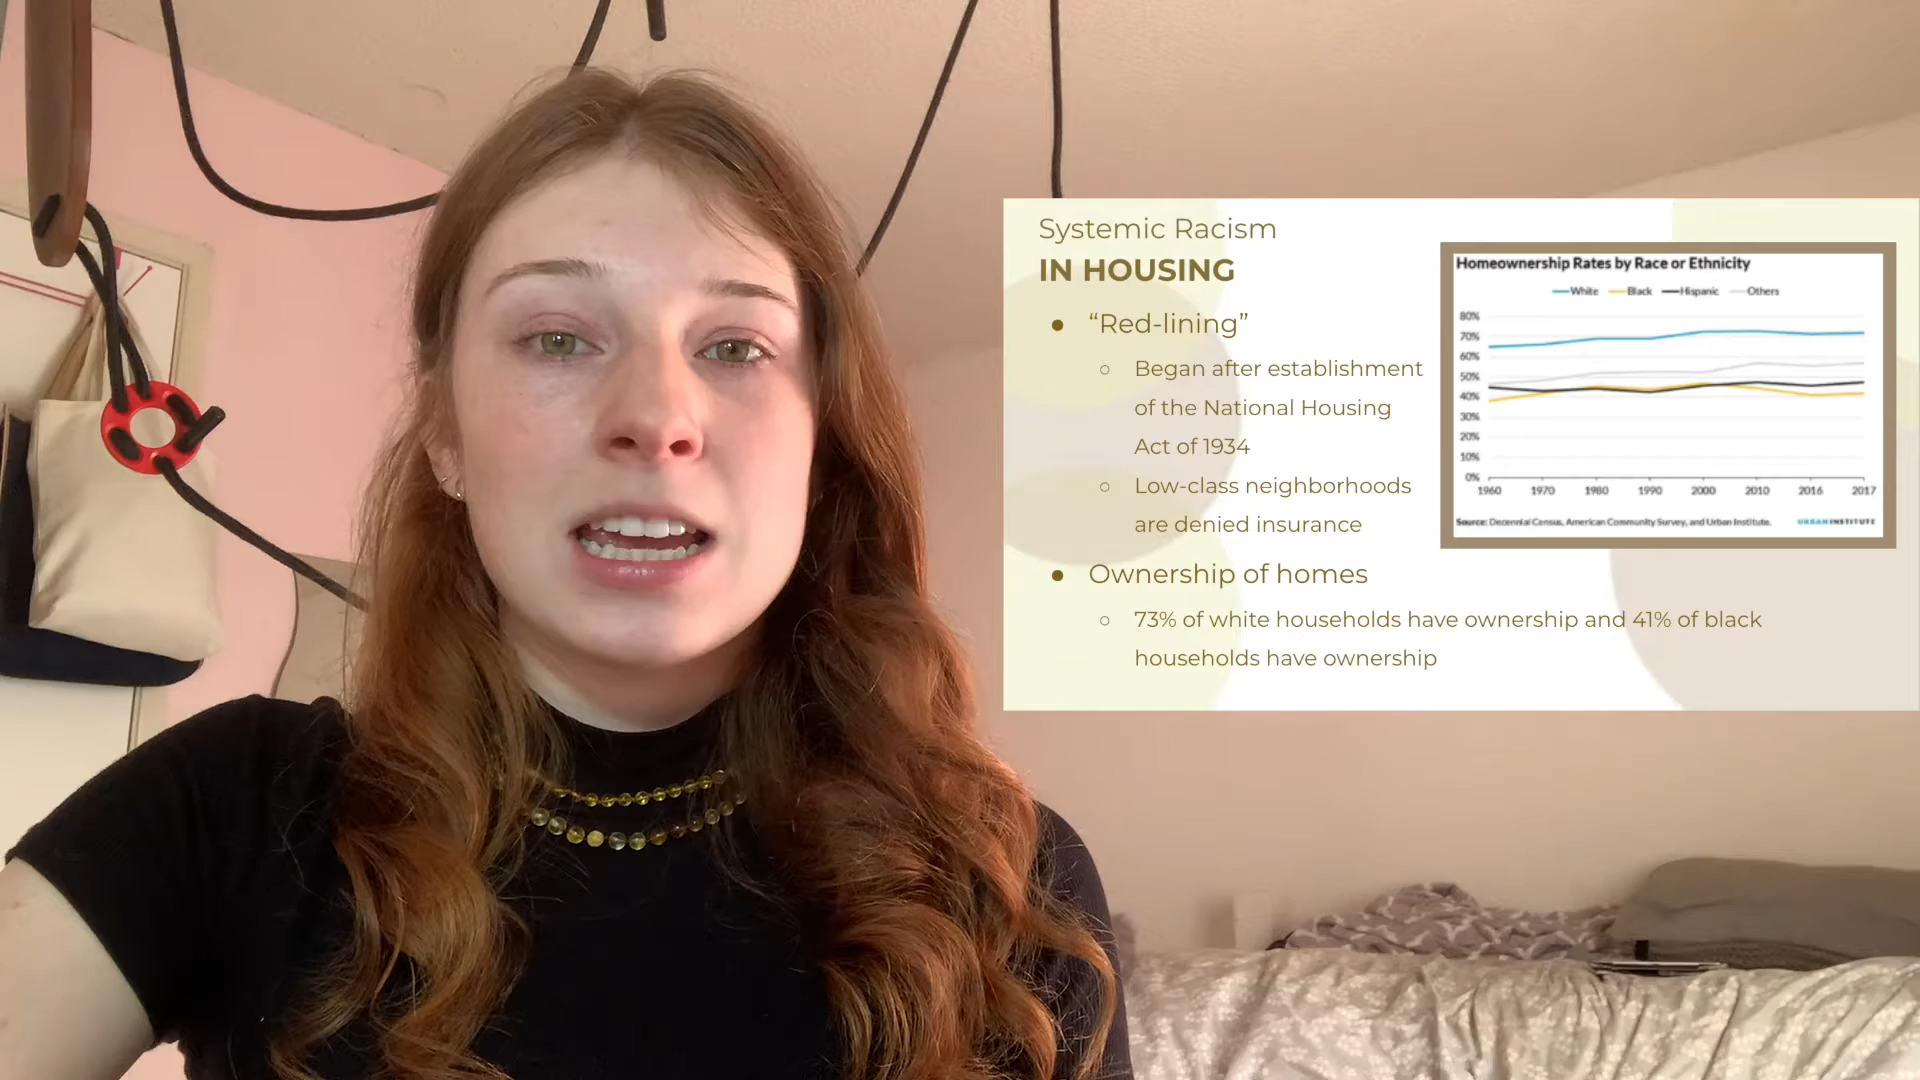 Systemic Racism
IN HOUSING
● “Red-lining”
○ Began after establishment
of the National Housing
Act of 1934
○ Low-class neighborhoods
are denied insurance
● Ownership of homes
○ 73% of white households have ownership and 41% of black
households have ownership
Homeownership Rates by Race or Ethnicity
White Black Hispanic Others
80%
70%
60%
50%
40%
30%
20%
10%
0%
1960 1970 1980 1990 2000 2010 2016 2017
Source: Decennial Census, American Community Survey, and Urban Institute.
URBAN INSTITUTE